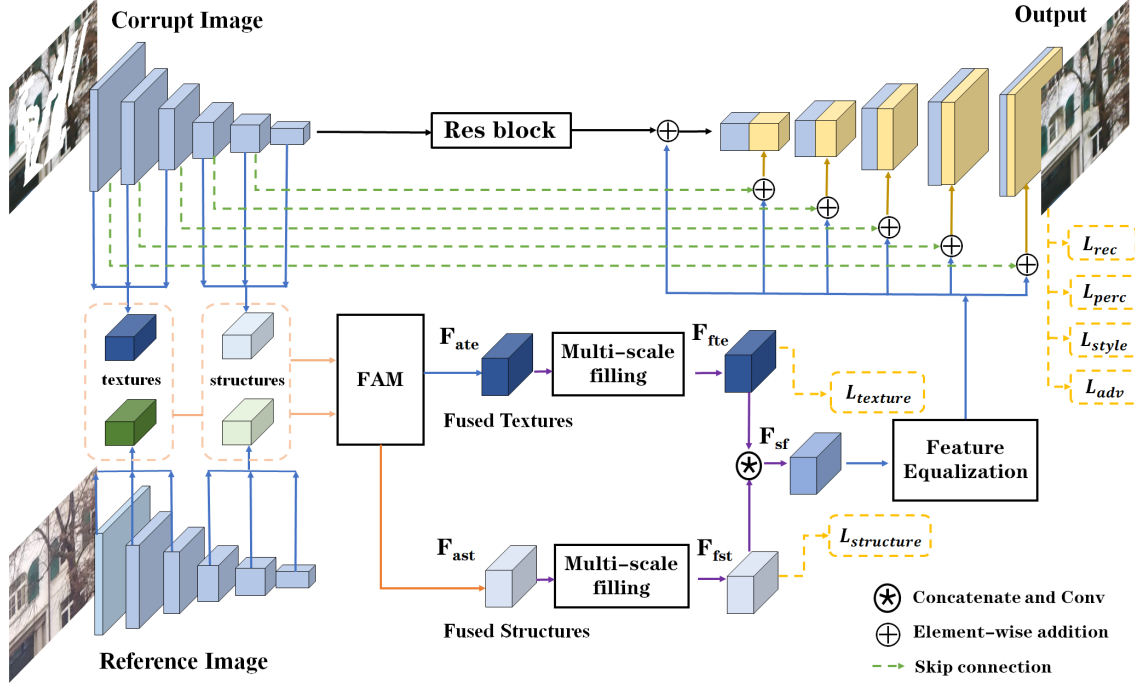 Corrupt Image
Output
Res block
L_rec
L_perc
L_style
L_adv
textures
structures
FAM
F_ate
Fused Textures
Multi-scale
filling
F_fte
L_texture
F_sf
Feature
Equalization
F_ast
Fused Structures
Multi-scale
filling
F_fst
L_structure
Reference Image
Concatenate and Conv
Element-wise addition
Skip connection